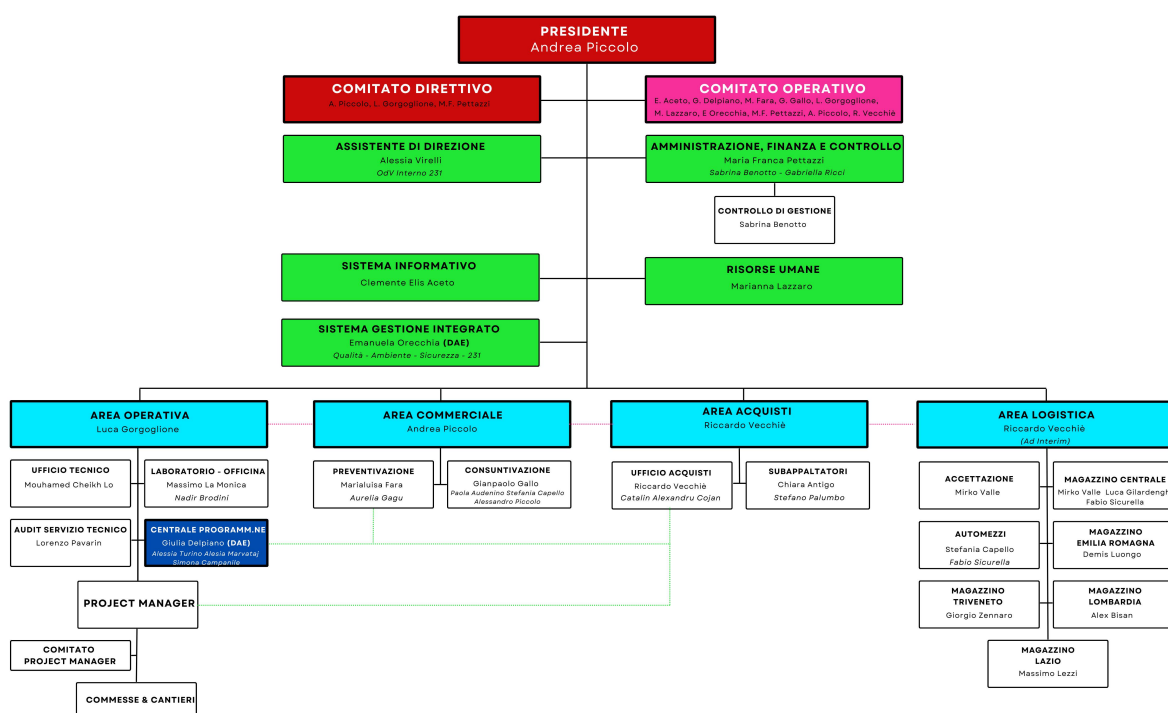 PRESIDENTE
Andrea Piccolo
COMITATO DIRETTIVO
A. Piccolo, L. Gorgoglione, M.F. Pettazzi
COMITATO OPERATIVO
E. Aceto, G. Delpiano, M. Fara, G. Gallo, L. Gorgoglione,
M. Lazzaro, E Orecchia, M.F. Pettazzi, A. Piccolo, R. Vecchiè
ASSISTENTE DI DIREZIONE
Alessia Virelli
OdV Interno 231
AMMINISTRAZIONE, FINANZA E CONTROLLO
Maria Franca Pettazzi
Sabrina Benotto - Gabriella Ricci
CONTROLLO DI GESTIONE
Sabrina Benotto
SISTEMA INFORMATIVO
Clemente Elis Aceto
RISORSE UMANE
Marianna Lazzaro
SISTEMA GESTIONE INTEGRATO
Emanuela Orecchia (DAE)
Qualità - Ambiente - Sicurezza - 231
AREA OPERATIVA
Luca Gorgoglione
AREA COMMERCIALE
Andrea Piccolo
AREA ACQUISTI
Riccardo Vecchiè
AREA LOGISTICA
Riccardo Vecchiè
(Ad Interim)
UFFICIO TECNICO
Mouhamed Cheikh Lo
LABORATORIO - OFFICINA
Massimo La Monica
Nadir Brodini
PREVENTIVAZIONE
Marialuisa Fara
Aurelia Gagu
CONSUNTIVAZIONE
Gianpaolo Gallo
Paola Audenino Stefania Capello
Alessandro Piccolo
UFFICIO ACQUISTI
Riccardo Vecchiè
Catalin Alexandru Cojan
SUBAPPALTATORI
Chiara Antigo
Stefano Palumbo
ACCETTAZIONE
Mirko Valle
MAGAZZINO CENTRALE
Mirko Valle Luca Gilardengh
Fabio Sicurella
AUDIT SERVIZIO TECNICO
Lorenzo Pavarin
CENTRALE PROGRAMM.NE
Giulia Delpiano (DAE)
Alessia Turino Alesia Marvataj
Simona Campanile
AUTOMEZZI
Stefania Capello
Fabio Sicurella
MAGAZZINO
EMILIA ROMAGNA
Demis Luongo
PROJECT MANAGER
MAGAZZINO
TRIVENETO
Giorgio Zennaro
MAGAZZINO
LOMBARDIA
Alex Bisan
COMITATO
PROJECT MANAGER
MAGAZZINO
LAZIO
Massimo Lezzi
COMMESSE & CANTIERI